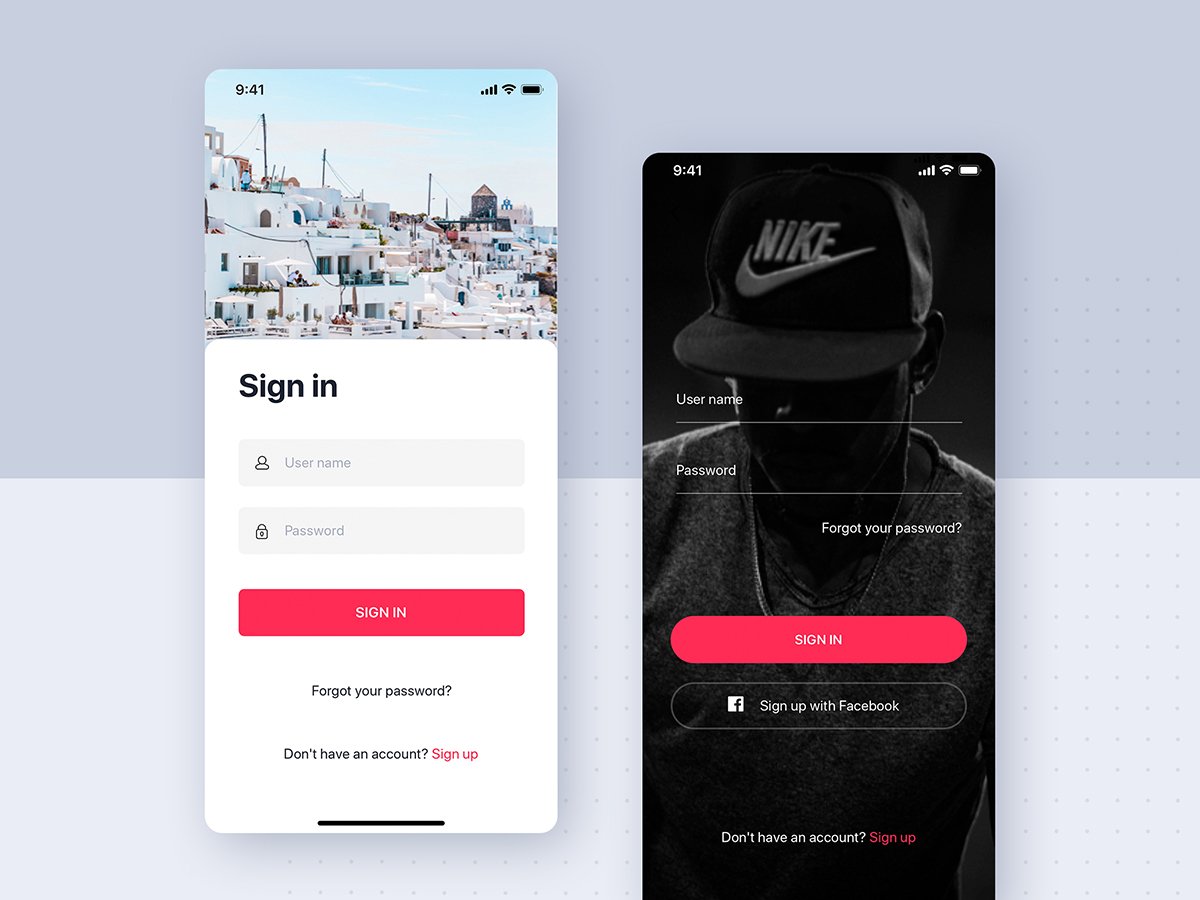 9:41
Sign in
User name
Password
SIGN IN
Forgot your password?
Don't have an account? Sign up
9:41
NIKE
User name
Password
Forgot your password?
SIGN IN
Sign up with Facebook
Don't have an account? Sign up